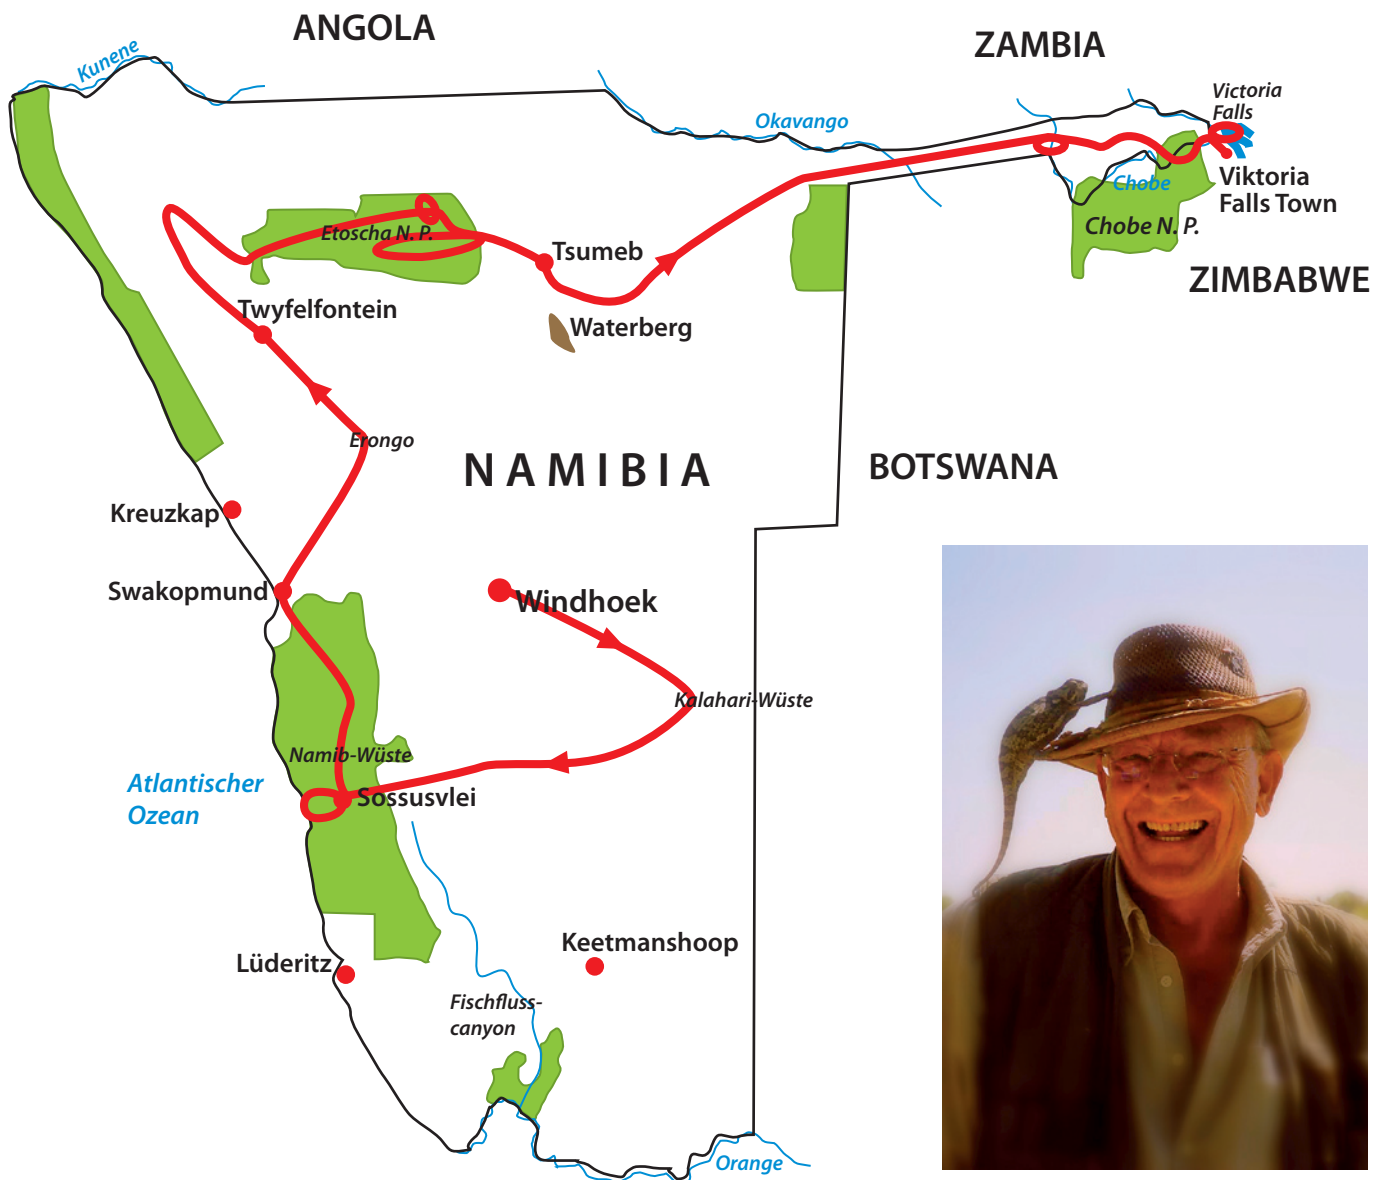 ANGOLA
ZAMBIA
Kunene
Victoria
Falls
Okavango
Chobe
Viktoria
Falls Town
Chobe N. P.
Etoscha N. P.
Tsumeb
ZIMBABWE
Twyfelfontein
Waterberg
Erongo
NAMIBIA
BOTSWANA
Kreuzkap
Swakopmund
Windhoek
Kalahari-Wüste
Namib-Wüste
Atlantischer
Ozean
Sossusvlei
Keetmanshoop
Lüderitz
Fischfluss-
canyon
Orange